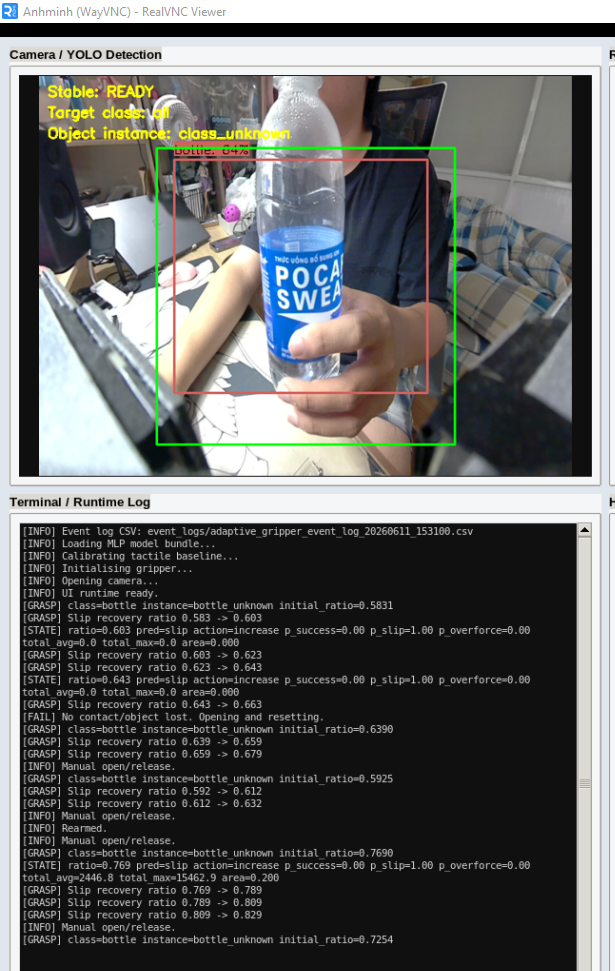 Anhminh (WayVNC) - RealVNC Viewer
Camera / YOLO Detection
Stable: READY
Target class: all
Object instance: class_unknown
bottle: 84%
THỨC UỐNG BỔ SUNG ION
POCA
SWEA
Terminal / Runtime Log
[INFO] Event log CSV: event_logs/adaptive_gripper_event_log_20260611_153100.csv
[INFO] Loading MLP model bundle...
[INFO] Calibrating tactile baseline...
[INFO] Initialising gripper...
[INFO] Opening camera...
[INFO] UI runtime ready.
[GRASP] class=bottle instance=bottle_unknown initial_ratio=0.5831
[GRASP] Slip recovery ratio 0.583 -> 0.603
[STATE] ratio=0.603 pred=slip action=increase p_success=0.00 p_slip=1.00 p_overforce=0.00
total_avg=0.0 total_max=0.0 area=0.000
[GRASP] Slip recovery ratio 0.603 -> 0.623
[GRASP] Slip recovery ratio 0.623 -> 0.643
[STATE] ratio=0.643 pred=slip action=increase p_success=0.00 p_slip=1.00 p_overforce=0.00
total_avg=0.0 total_max=0.0 area=0.000
[GRASP] Slip recovery ratio 0.643 -> 0.663
[FAIL] No contact/object lost. Opening and resetting.
[GRASP] class=bottle instance=bottle_unknown initial_ratio=0.6390
[GRASP] Slip recovery ratio 0.639 -> 0.659
[GRASP] Slip recovery ratio 0.659 -> 0.679
[INFO] Manual open/release.
[GRASP] class=bottle instance=bottle_unknown initial_ratio=0.5925
[GRASP] Slip recovery ratio 0.592 -> 0.612
[GRASP] Slip recovery ratio 0.612 -> 0.632
[INFO] Manual open/release.
[INFO] Rearmed.
[INFO] Manual open/release.
[GRASP] class=bottle instance=bottle_unknown initial_ratio=0.7690
[STATE] ratio=0.769 pred=slip action=increase p_success=0.00 p_slip=1.00 p_overforce=0.00
total_avg=2446.8 total_max=15462.9 area=0.200
[GRASP] Slip recovery ratio 0.769 -> 0.789
[GRASP] Slip recovery ratio 0.789 -> 0.809
[GRASP] Slip recovery ratio 0.809 -> 0.829
[INFO] Manual open/release.
[GRASP] class=bottle instance=bottle_unknown initial_ratio=0.7254